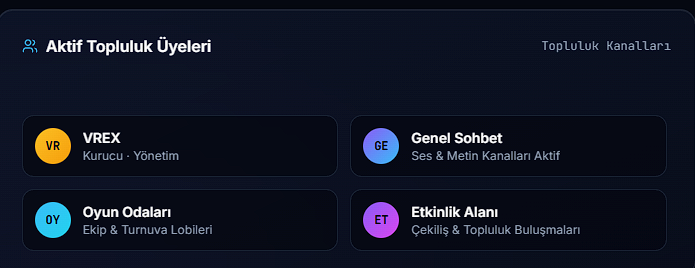 Aktif Topluluk Üyeleri
Topluluk Kanalları
VR
VREX
Kurucu · Yönetim
GE
Genel Sohbet
Ses & Metin Kanalları Aktif
OY
Oyun Odaları
Ekip & Turnuva Lobileri
ET
Etkinlik Alanı
Çekiliş & Topluluk Buluşmaları